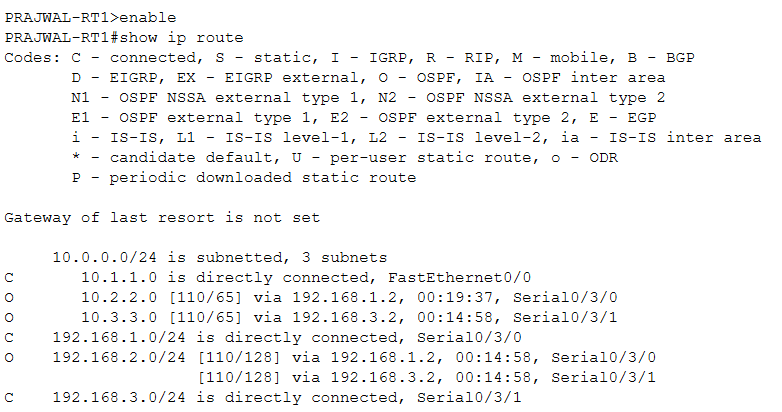 PRAJWAL-RT1>enable
PRAJWAL-RT1#show ip route
Codes: C - connected, S - static, I - IGRP, R - RIP, M - mobile, B - BGP
       D - EIGRP, EX - EIGRP external, O - OSPF, IA - OSPF inter area
       N1 - OSPF NSSA external type 1, N2 - OSPF NSSA external type 2
       E1 - OSPF external type 1, E2 - OSPF external type 2, E - EGP
       i - IS-IS, L1 - IS-IS level-1, L2 - IS-IS level-2, ia - IS-IS inter area
       * - candidate default, U - per-user static route, o - ODR
       P - periodic downloaded static route

Gateway of last resort is not set

     10.0.0.0/24 is subnetted, 3 subnets
C       10.1.1.0 is directly connected, FastEthernet0/0
O       10.2.2.0 [110/65] via 192.168.1.2, 00:19:37, Serial0/3/0
O       10.3.3.0 [110/65] via 192.168.3.2, 00:14:58, Serial0/3/1
C    192.168.1.0/24 is directly connected, Serial0/3/0
O    192.168.2.0/24 [110/128] via 192.168.1.2, 00:14:58, Serial0/3/0
                    [110/128] via 192.168.3.2, 00:14:58, Serial0/3/1
C    192.168.3.0/24 is directly connected, Serial0/3/1